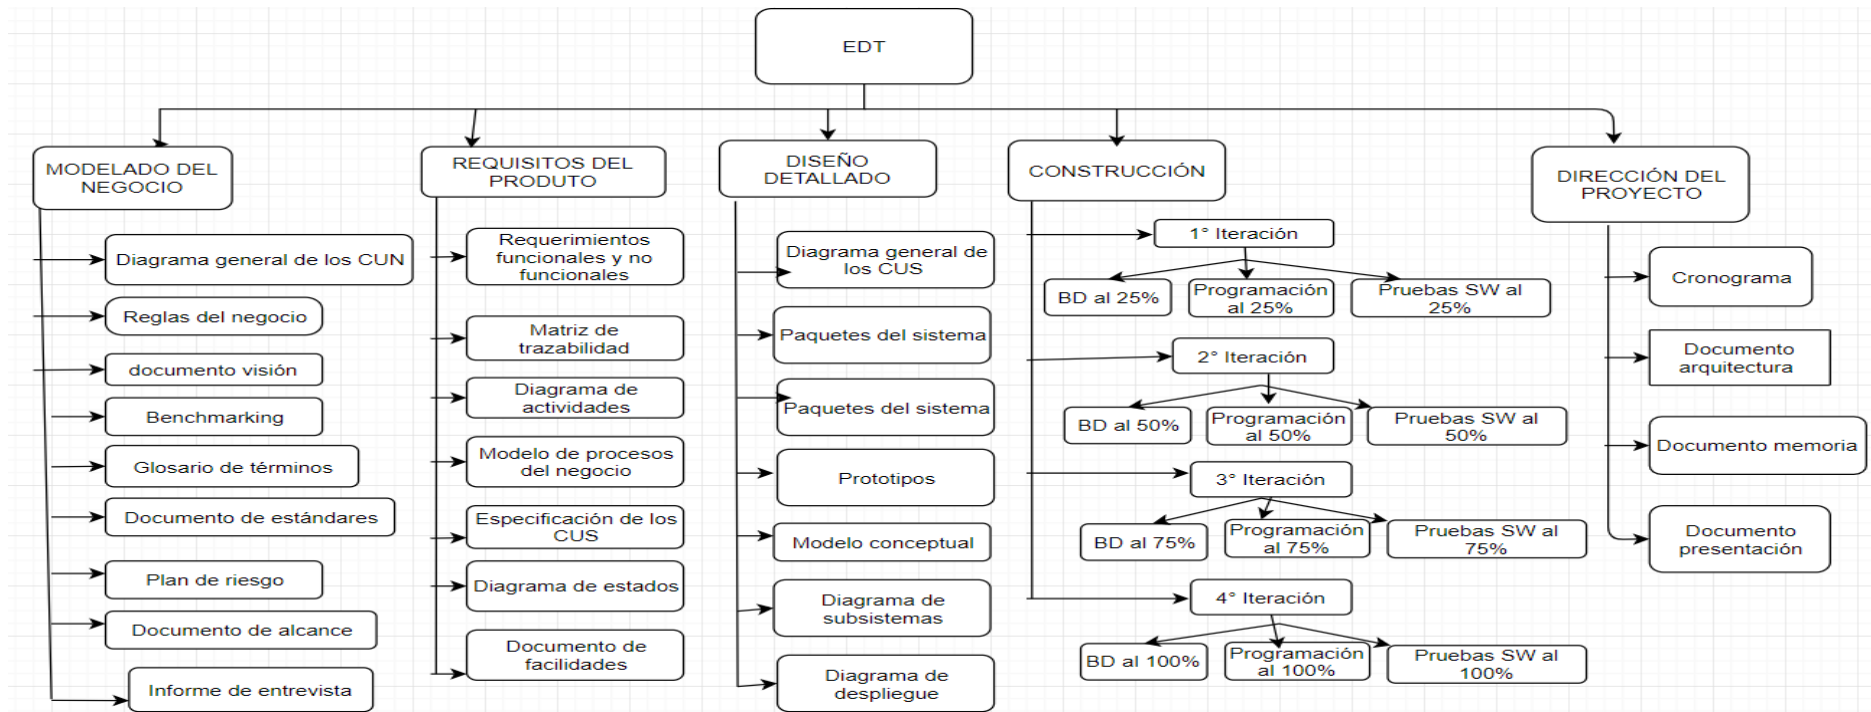 EDT
MODELADO DEL
NEGOCIO
Diagrama general de los CUN
Reglas del negocio
documento visión
Benchmarking
Glosario de términos
Documento de estándares
Plan de riesgo
Documento de alcance
Informe de entrevista
REQUISITOS DEL
PRODUTO
Requerimientos
funcionales y no
funcionales
Matriz de
trazabilidad
Diagrama de
actividades
Modelo de procesos
del negocio
Especificación de los
CUS
Diagrama de estados
Documento de
facilidades
DISEÑO
DETALLADO
Diagrama general de
los CUS
Paquetes del sistema
Paquetes del sistema
Prototipos
Modelo conceptual
Diagrama de
subsistemas
Diagrama de
despliegue
CONSTRUCCIÓN
1° Iteración
BD al 25%
Programación
al 25%
Pruebas SW al
25%
2° Iteración
BD al 50%
Programación
al 50%
Pruebas SW al
50%
3° Iteración
BD al 75%
Programación
al 75%
Pruebas SW al
75%
4° Iteración
BD al 100%
Programación
al 100%
Pruebas SW al
100%
DIRECCIÓN DEL
PROYECTO
Cronograma
Documento
arquitectura
Documento memoria
Documento
presentación